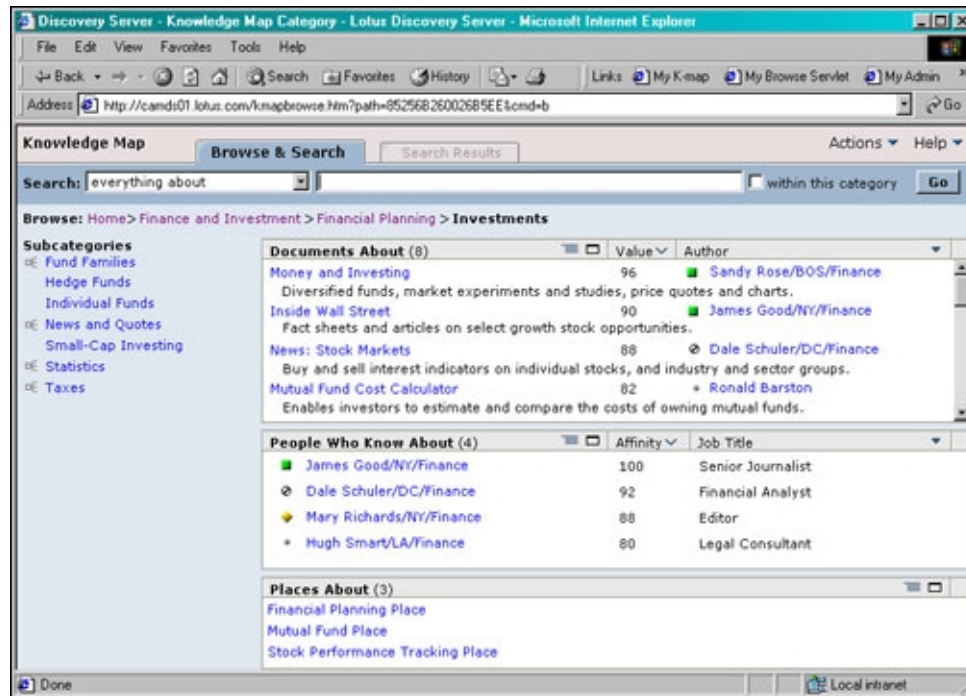 Discovery Server - Knowledge Map Category - Lotus Discovery Server - Microsoft Internet Explorer
File Edit View Favorites Tools Help
Back Search Favorites History Links My K-map My Browse Servlet My Admin »
Address http://camds01.lotus.com/kmapbrowse.htm?path=85256B260026B5EE&cmd=b Go
Knowledge Map Browse & Search Search Results Actions Help
Search: everything about within this category Go
Browse: Home> Finance and Investment > Financial Planning > Investments
Subcategories
Fund Families
Hedge Funds
Individual Funds
News and Quotes
Small-Cap Investing
Statistics
Taxes
Documents About (8) Value Author
Money and Investing 96 Sandy Rose/BOS/Finance
Diversified funds, market experiments and studies, price quotes and charts.
Inside Wall Street 90 James Good/NY/Finance
Fact sheets and articles on select growth stock opportunities.
News: Stock Markets 88 Dale Schuler/DC/Finance
Buy and sell interest indicators on individual stocks, and industry and sector groups.
Mutual Fund Cost Calculator 82 Ronald Barston
Enables investors to estimate and compare the costs of owning mutual funds.
People Who Know About (4) Affinity Job Title
James Good/NY/Finance 100 Senior Journalist
Dale Schuler/DC/Finance 92 Financial Analyst
Mary Richards/NY/Finance 88 Editor
Hugh Smart/LA/Finance 80 Legal Consultant
Places About (3)
Financial Planning Place
Mutual Fund Place
Stock Performance Tracking Place
Done Local intranet